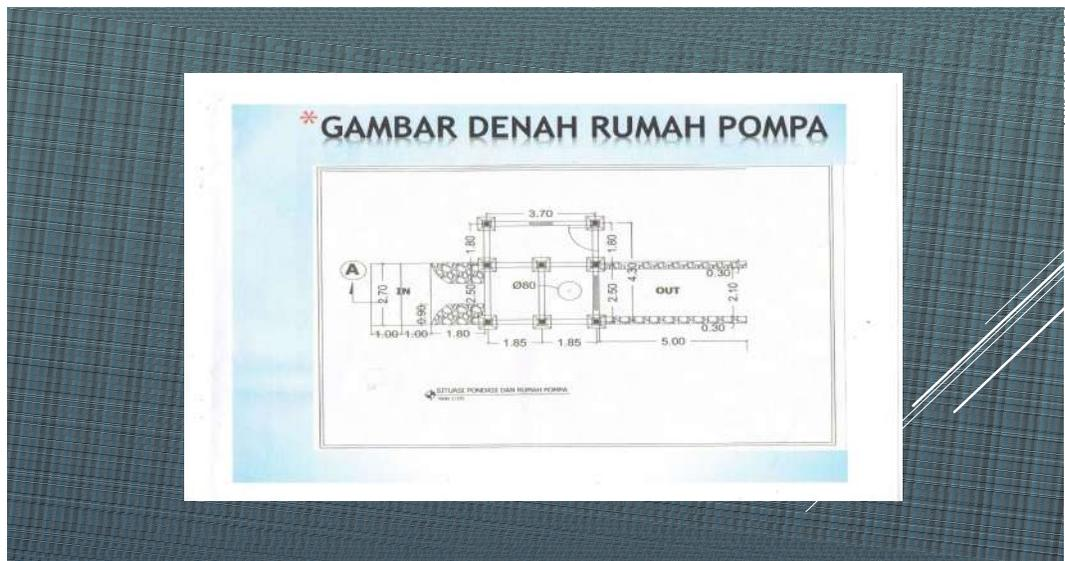 *GAMBAR DENAH RUMAH POMPA
3.70
1.80
1.80
A
2.70
IN
0.90
2.50
Ø80
2.50
4.30
OUT
0.30
2.10
0.30
1.00 1.00 1.80
1.85 1.85
5.00
SITUASI PONDASI DAN RUMAH POMPA